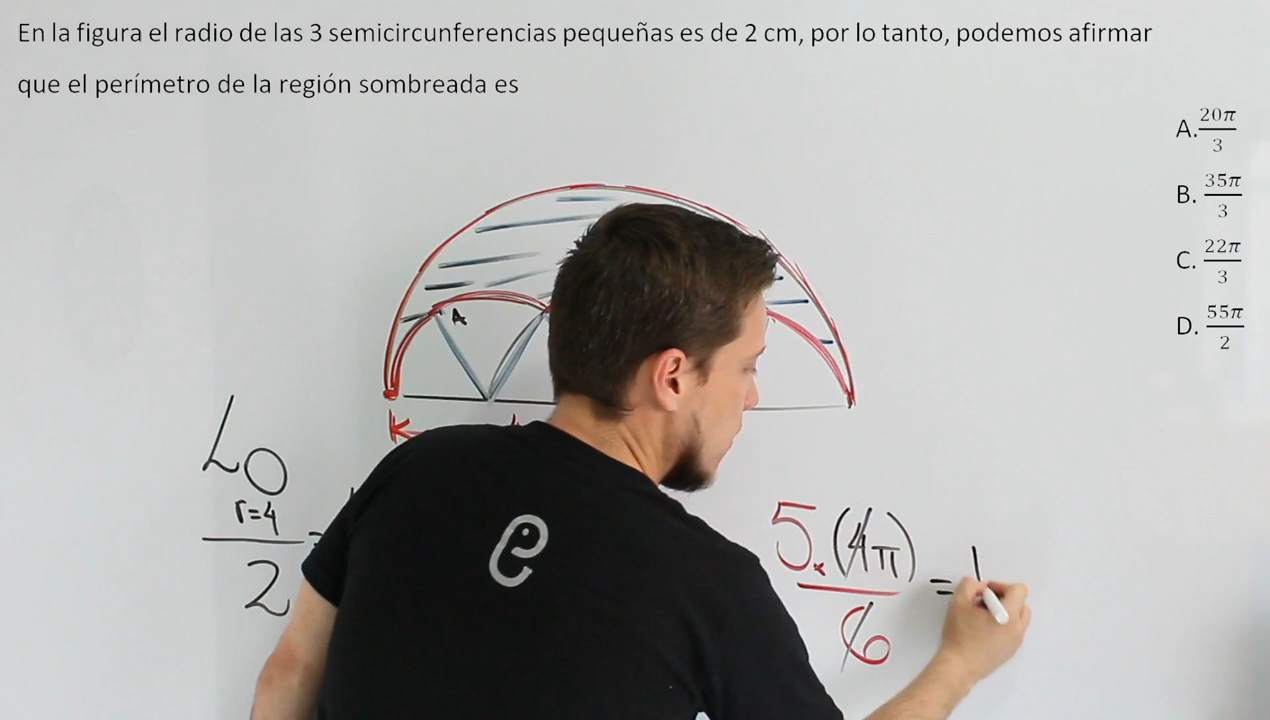 En la figura el radio de las 3 semicircunferencias pequeñas es de 2 cm, por lo tanto, podemos afirmar
que el perímetro de la región sombreada es
A. 20π/3
B. 35π/3
C. 22π/3
D. 55π/2
A
L○
r=4
2
=
5.(4π)
6
=
e